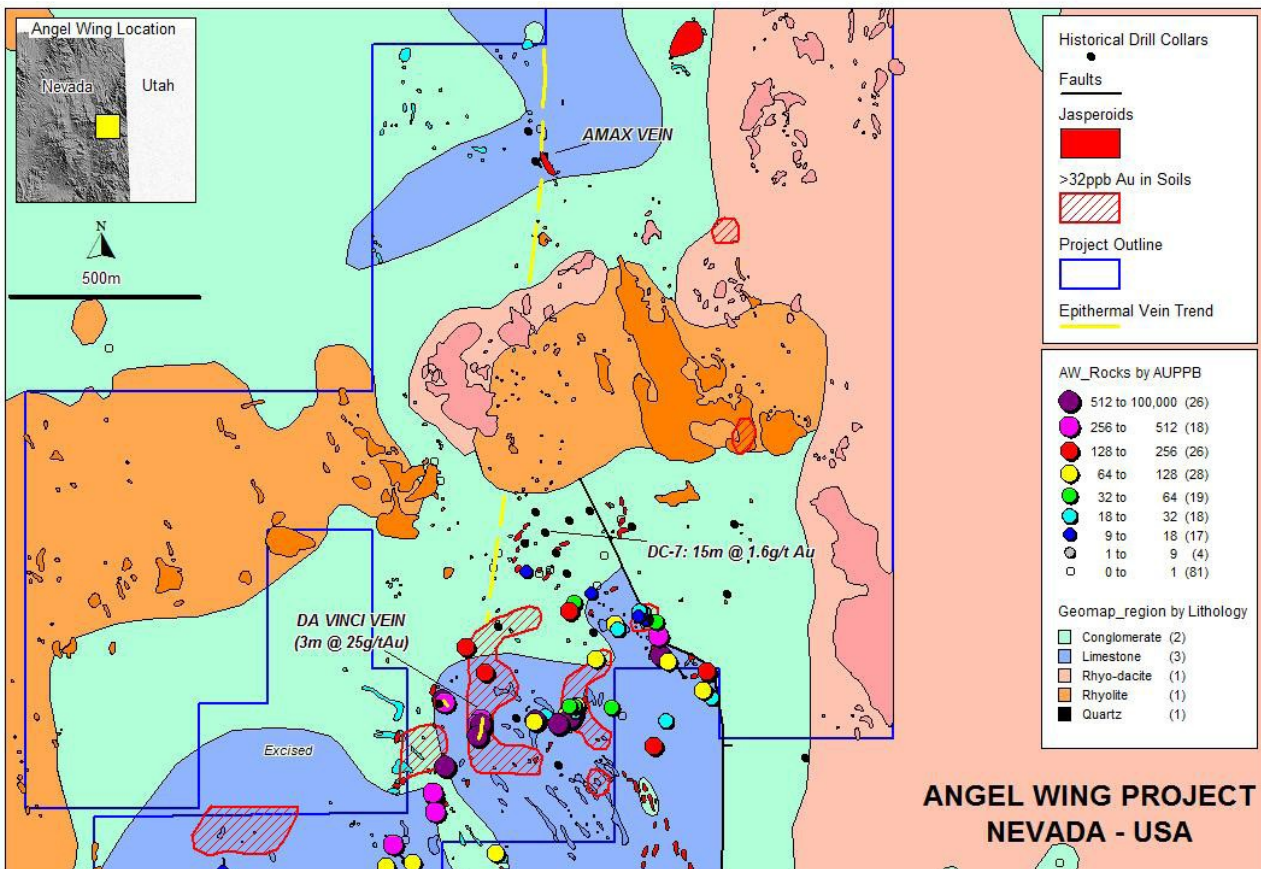 Angel Wing Location
Nevada
Utah
N
500m
AMAX VEIN
DC-7: 15m @ 1.6g/t Au
DA VINCI VEIN
(3m @ 25g/tAu)
Excised
Historical Drill Collars
Faults
Jasperoids
>32ppb Au in Soils
Project Outline
Epithermal Vein Trend
AW_Rocks by AUPPB
512 to 100,000 (26)
256 to 512 (18)
128 to 256 (26)
64 to 128 (28)
32 to 64 (19)
18 to 32 (18)
9 to 18 (17)
1 to 9 (4)
0 to 1 (81)
Geomap_region by Lithology
Conglomerate (2)
Limestone (3)
Rhyo-dacite (1)
Rhyolite (1)
Quartz (1)
ANGEL WING PROJECT
NEVADA - USA